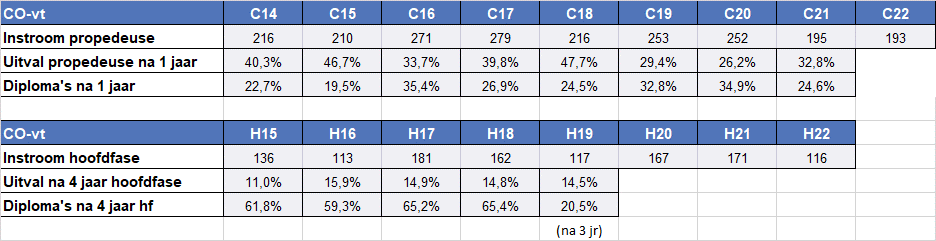 CO-vt C14 C15 C16 C17 C18 C19 C20 C21 C22
Instroom propedeuse 216 210 271 279 216 253 252 195 193
Uitval propedeuse na 1 jaar 40,3% 46,7% 33,7% 39,8% 47,7% 29,4% 26,2% 32,8%
Diploma's na 1 jaar 22,7% 19,5% 35,4% 26,9% 24,5% 32,8% 34,9% 24,6%
CO-vt H15 H16 H17 H18 H19 H20 H21 H22
Instroom hoofdfase 136 113 181 162 117 167 171 116
Uitval na 4 jaar hoofdfase 11,0% 15,9% 14,9% 14,8% 14,5%
Diploma's na 4 jaar hf 61,8% 59,3% 65,2% 65,4% 20,5%
(na 3 jr)